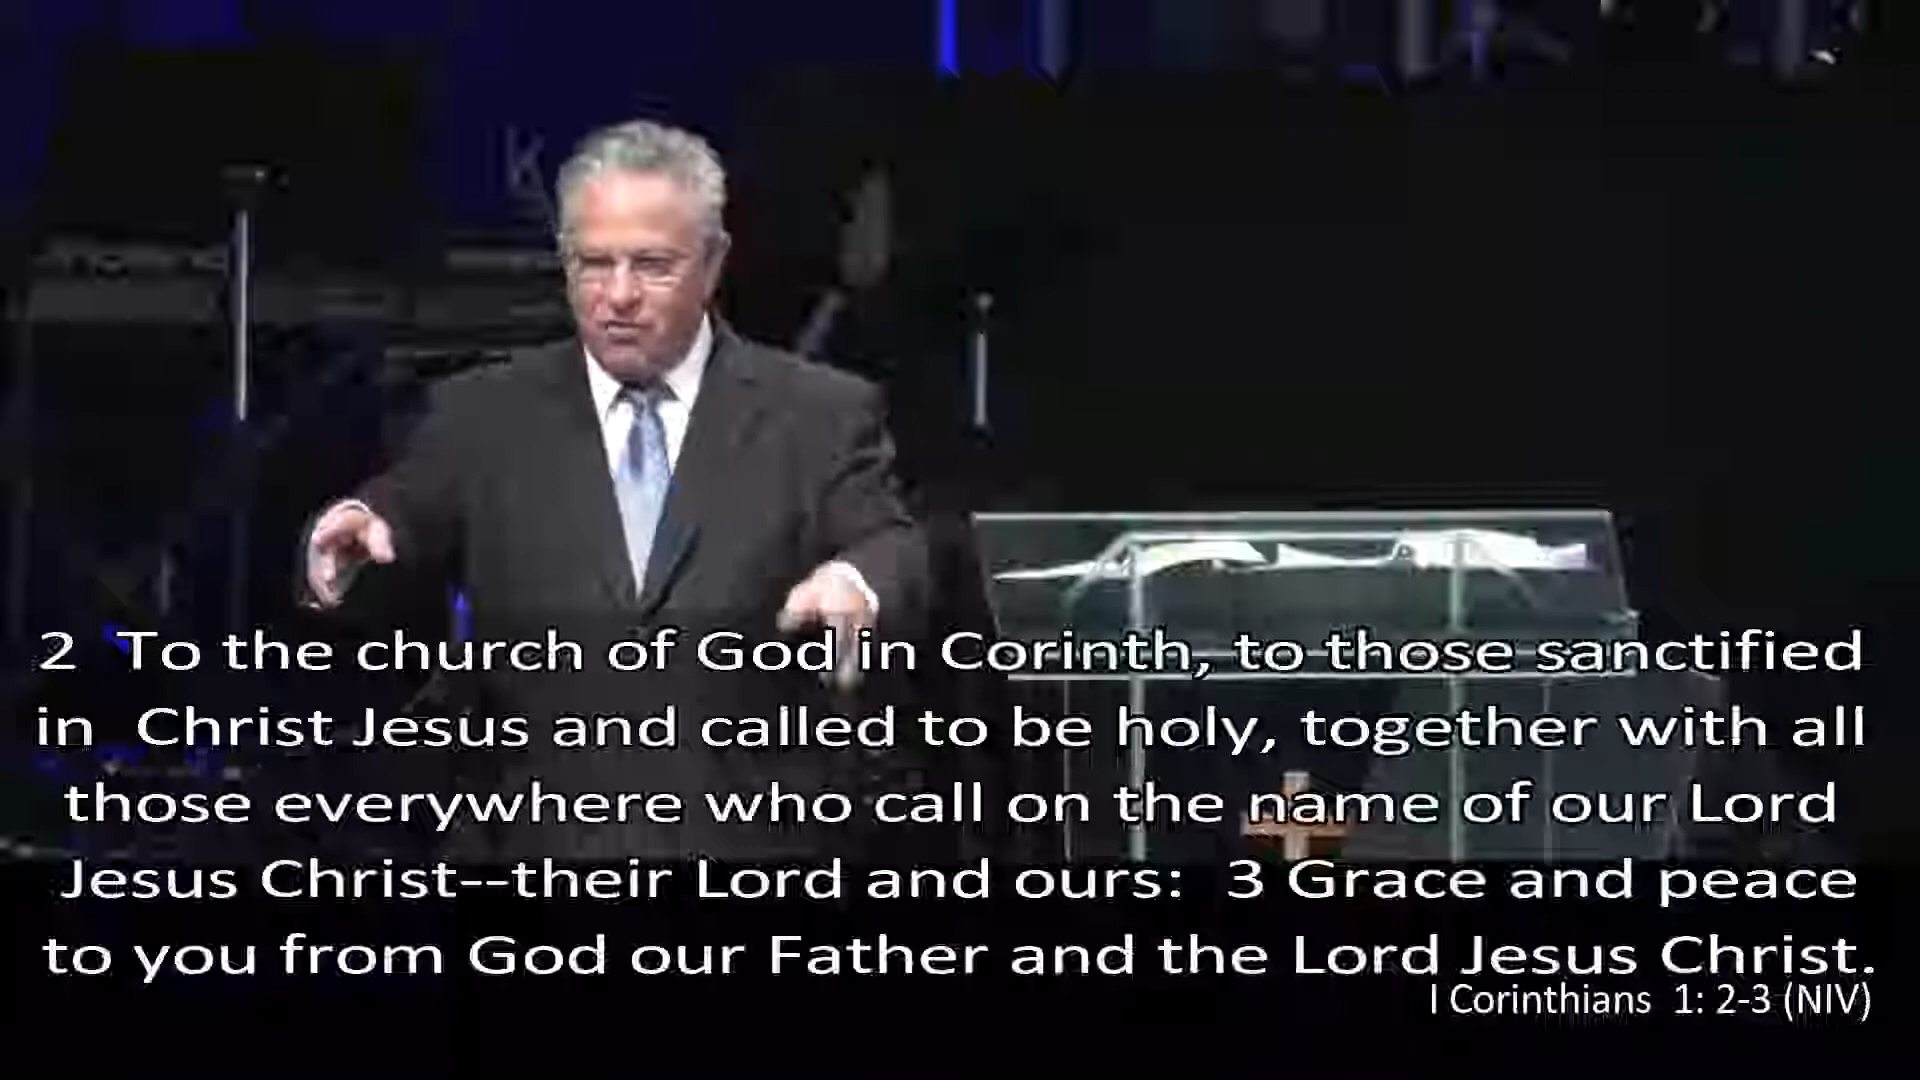 2 To the church of God in Corinth, to those sanctified
in Christ Jesus and called to be holy, together with all
those everywhere who call on the name of our Lord
Jesus Christ--their Lord and ours: 3 Grace and peace
to you from God our Father and the Lord Jesus Christ.
I Corinthians 1: 2-3 (NIV)